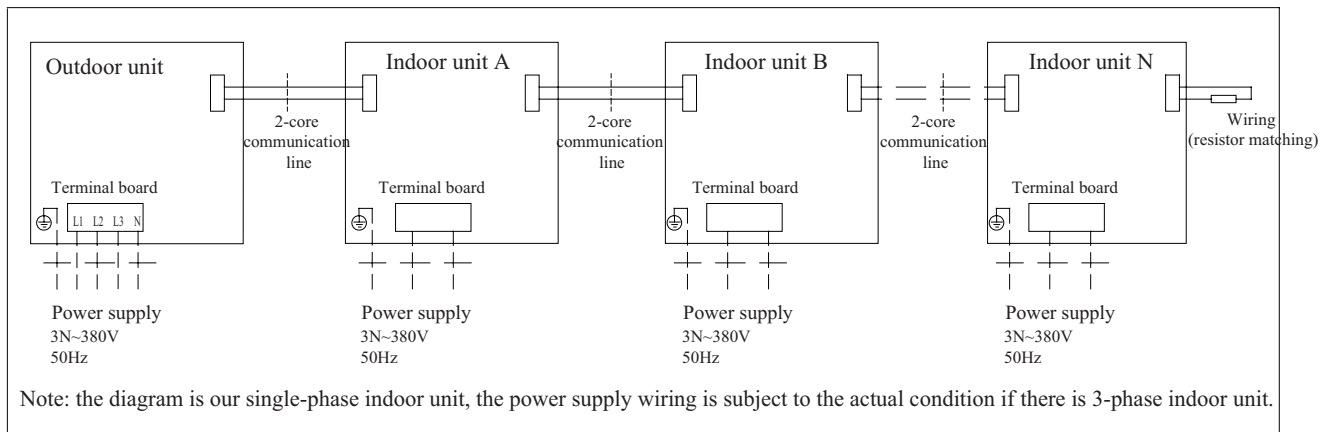 Outdoor unit
Indoor unit A
Indoor unit B
Indoor unit N
2-core
communication
line
2-core
communication
line
2-core
communication
line
Wiring
(resistor matching)
Terminal board
Terminal board
Terminal board
Terminal board
L1 L2 L3 N
Power supply
3N~380V
50Hz
Power supply
3N~380V
50Hz
Power supply
3N~380V
50Hz
Power supply
3N~380V
50Hz
Note: the diagram is our single-phase indoor unit, the power supply wiring is subject to the actual condition if there is 3-phase indoor unit.